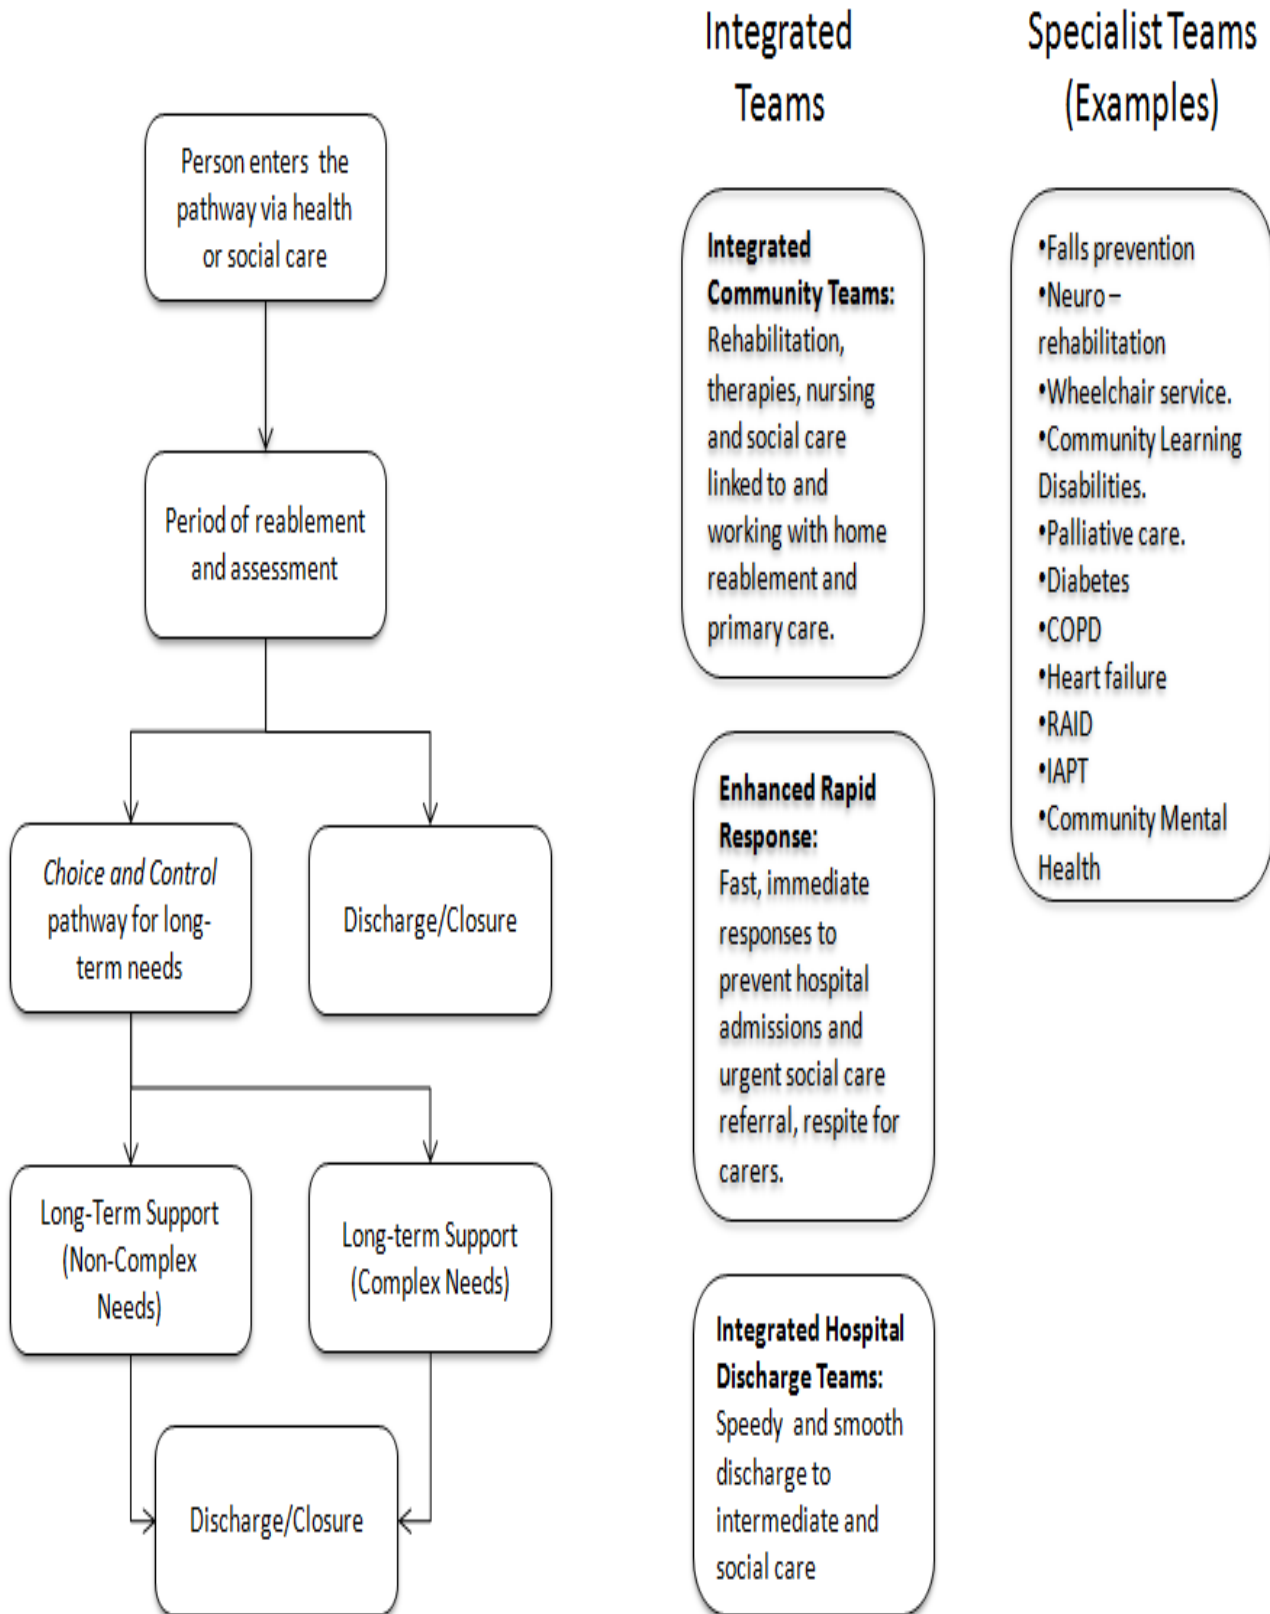 Person enters the
pathway via health
or social care
Period of reablement
and assessment
Choice and Control
pathway for long-
term needs
Discharge/Closure
Long-Term Support
(Non-Complex
Needs)
Long-term Support
(Complex Needs)
Discharge/Closure
Integrated
Teams
Integrated
Community Teams:
Rehabilitation,
therapies, nursing
and social care
linked to and
working with home
reablement and
primary care.
Enhanced Rapid
Response:
Fast, immediate
responses to
prevent hospital
admissions and
urgent social care
referral, respite for
carers.
Integrated Hospital
Discharge Teams:
Speedy and smooth
discharge to
intermediate and
social care
Specialist Teams
(Examples)
•Falls prevention
•Neuro –
rehabilitation
•Wheelchair service.
•Community Learning
Disabilities.
•Palliative care.
•Diabetes
•COPD
•Heart failure
•RAID
•IAPT
•Community Mental
Health